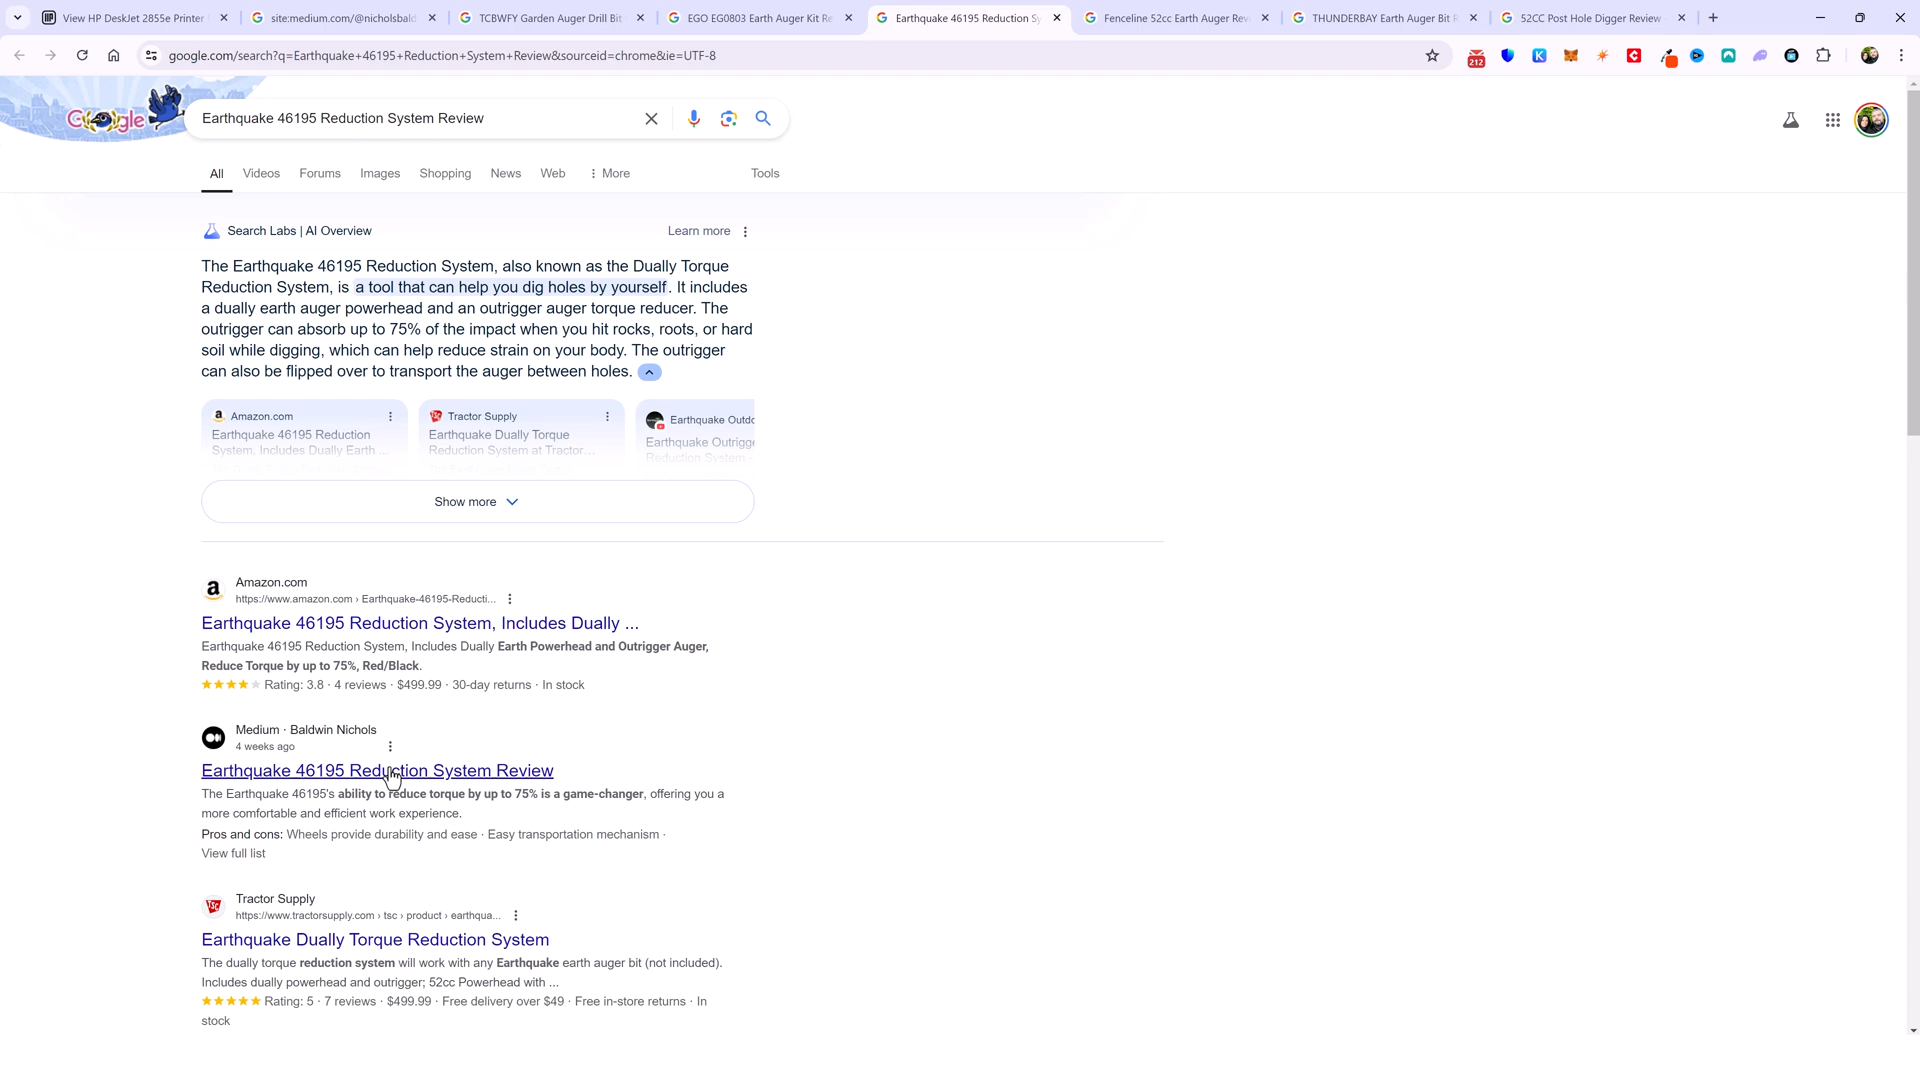 View HP DeskJet 2855e Printer
site:medium.com/@nicholsbald
TCBWFY Garden Auger Drill Bit
EGO EG0803 Earth Auger Kit Re
Earthquake 46195 Reduction Sy
Fenceline 52cc Earth Auger Rev
THUNDERBAY Earth Auger Bit R
52CC Post Hole Digger Review
google.com/search?q=Earthquake+46195+Reduction+System+Review&sourceid=chrome&ie=UTF-8
212
Google
Earthquake 46195 Reduction System Review
All
Videos
Forums
Images
Shopping
News
Web
More
Tools
Search Labs | AI Overview
Learn more
The Earthquake 46195 Reduction System, also known as the Dually Torque
Reduction System, is a tool that can help you dig holes by yourself. It includes
a dually earth auger powerhead and an outrigger auger torque reducer. The
outrigger can absorb up to 75% of the impact when you hit rocks, roots, or hard
soil while digging, which can help reduce strain on your body. The outrigger
can also be flipped over to transport the auger between holes.
Amazon.com
Earthquake 46195 Reduction
System, Includes Dually Earth ...
Tractor Supply
Earthquake Dually Torque
Reduction System at Tractor...
Earthquake Outdo
Earthquake Outrigge
Reduction System -
Show more
Amazon.com
https://www.amazon.com › Earthquake-46195-Reducti...
Earthquake 46195 Reduction System, Includes Dually ...
Earthquake 46195 Reduction System, Includes Dually Earth Powerhead and Outrigger Auger,
Reduce Torque by up to 75%, Red/Black.
Rating: 3.8 · 4 reviews · $499.99 · 30-day returns · In stock
Medium · Baldwin Nichols
4 weeks ago
Earthquake 46195 Reduction System Review
The Earthquake 46195's ability to reduce torque by up to 75% is a game-changer, offering you a
more comfortable and efficient work experience.
Pros and cons: Wheels provide durability and ease · Easy transportation mechanism ·
View full list
Tractor Supply
https://www.tractorsupply.com › tsc › product › earthqua...
Earthquake Dually Torque Reduction System
The dually torque reduction system will work with any Earthquake earth auger bit (not included).
Includes dually powerhead and outrigger; 52cc Powerhead with ...
Rating: 5 · 7 reviews · $499.99 · Free delivery over $49 · Free in-store returns · In
stock